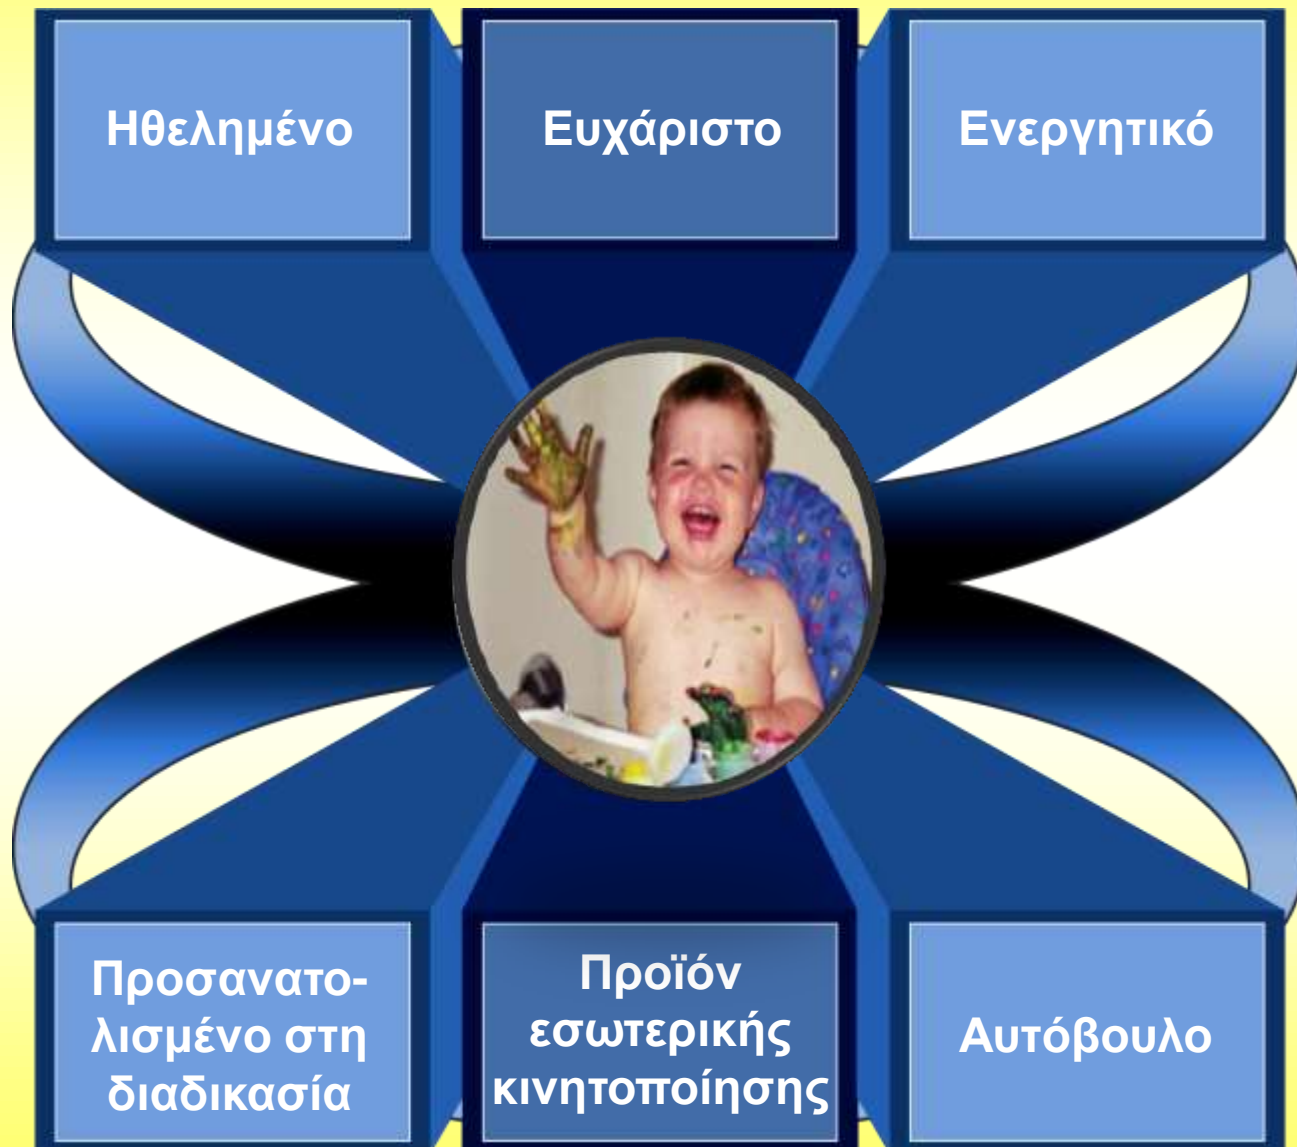 Ηθελημένο
Ευχάριστο
Ενεργητικό
Προσανατο-
λισμένο στη
διαδικασία
Προϊόν
εσωτερικής
κινητοποίησης
Αυτόβουλο